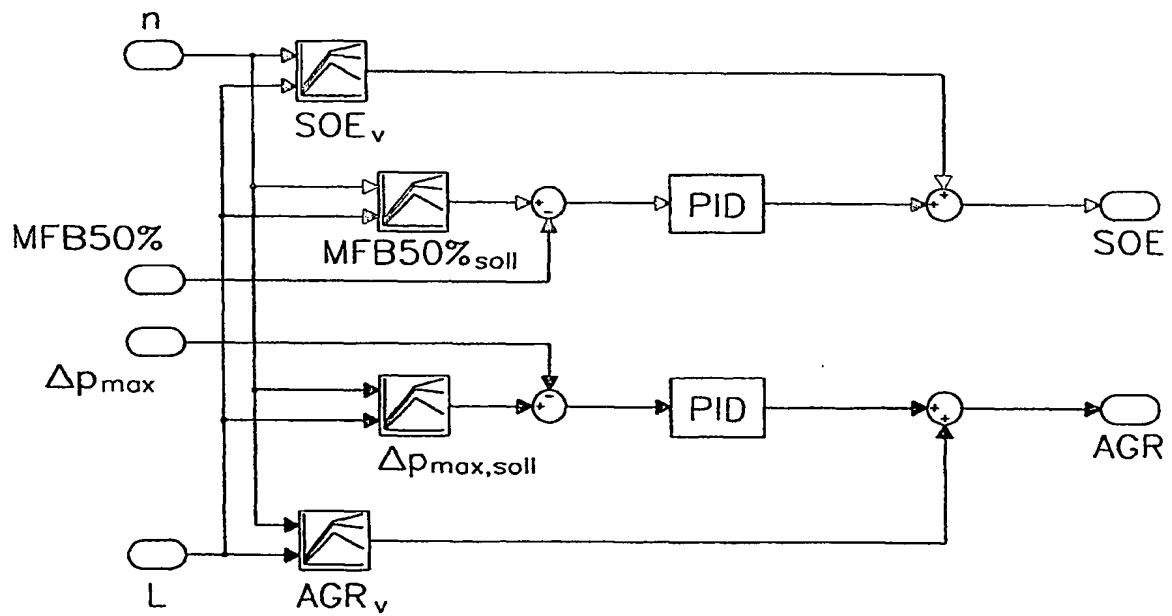 n
SOEv
MFB50%
MFB50%soll
PID
SOE
Δpmax
Δpmax,soll
PID
AGR
L
AGRv